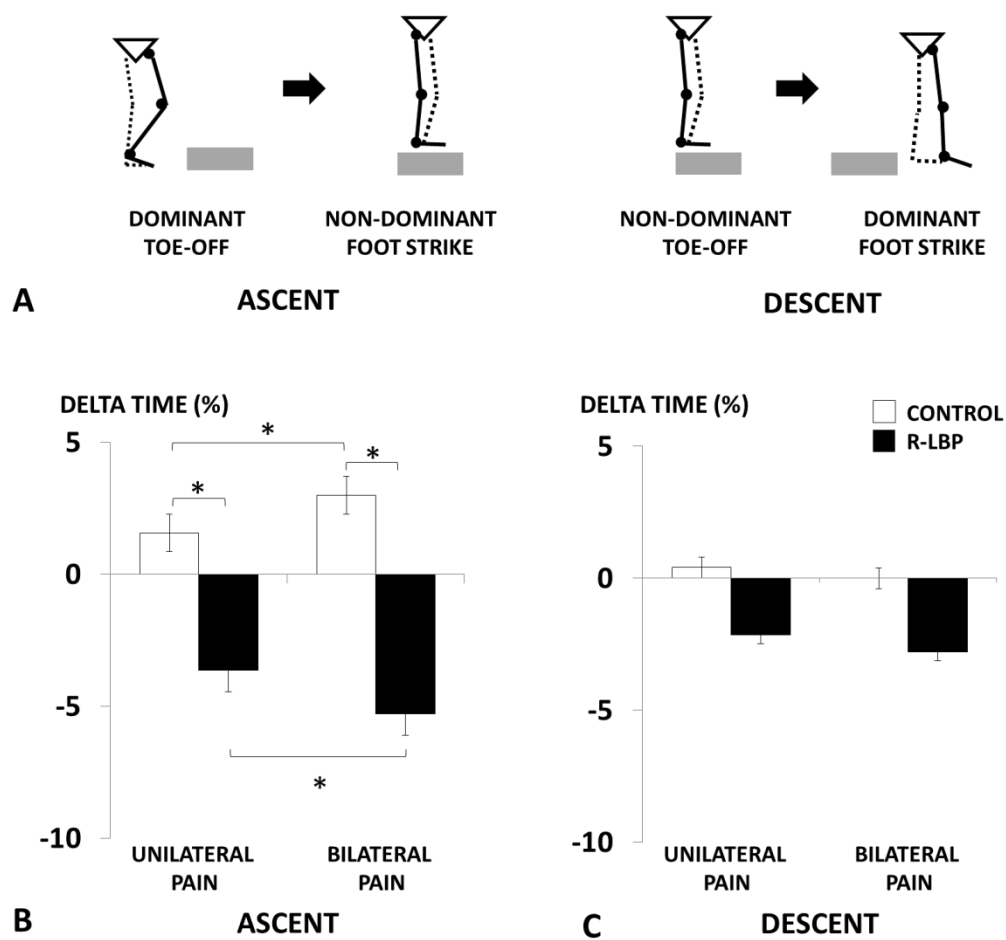 DOMINANT
TOE-OFF
NON-DOMINANT
FOOT STRIKE
NON-DOMINANT
TOE-OFF
DOMINANT
FOOT STRIKE
A
ASCENT
DESCENT
DELTA TIME (%)
5
0
-5
-10
*
*
*
*
UNILATERAL
PAIN
BILATERAL
PAIN
B
ASCENT
DELTA TIME (%)
CONTROL
R-LBP
5
0
-5
-10
UNILATERAL
PAIN
BILATERAL
PAIN
C
DESCENT